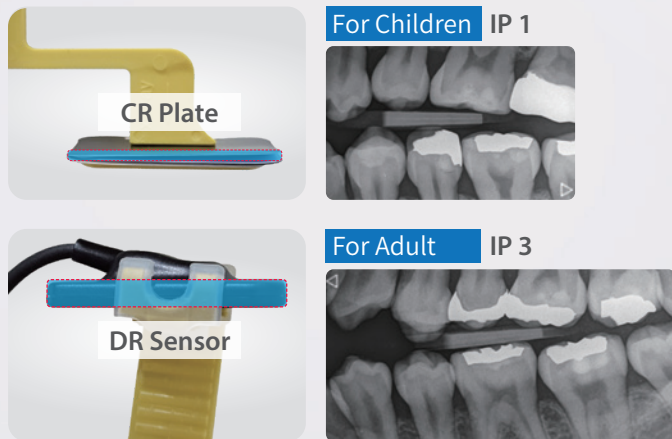 CR Plate
For Children IP 1
DR Sensor
For Adult IP 3